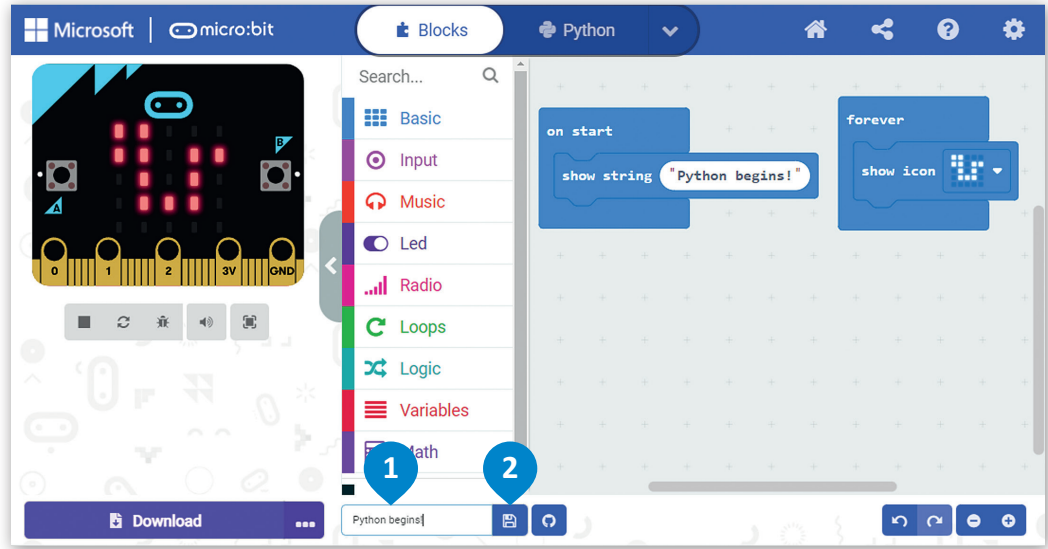 Microsoft | micro:bit
Blocks
Python
Search...
Basic
Input
Music
Led
Radio
Loops
Logic
Variables
Math
on start
show string "Python begins!"
forever
show icon
A
B
0 1 2 3V GND
1
2
Download
Python begins!